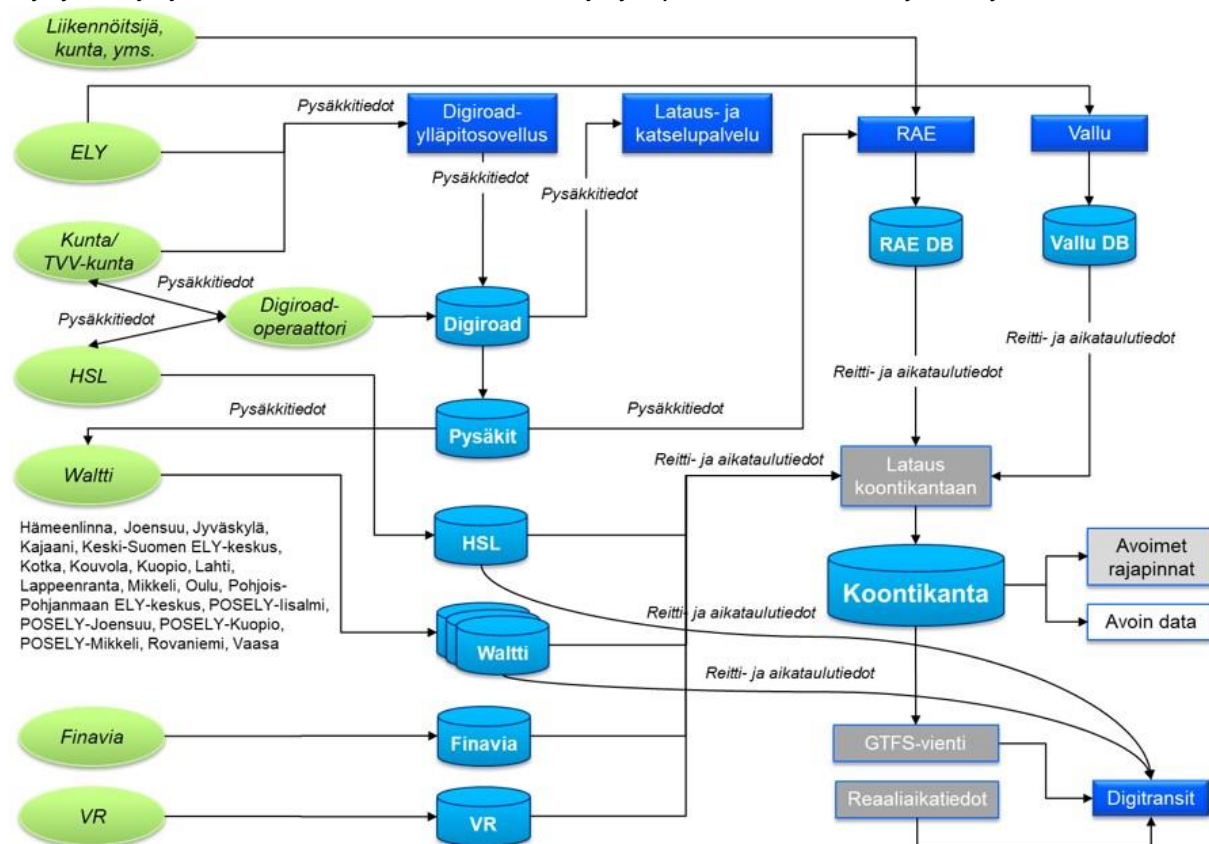 Liikennöitsijä,
kunta, yms.
Pysäkkitiedot
Digiroad-
ylläpitosovellus
Lataus- ja
katselupalvelu
RAE
Vallu
ELY
Pysäkkitiedot
Pysäkkitiedot
Kunta/
TVV-kunta
RAE DB
Vallu DB
Pysäkkitiedot
Digiroad-
operaattori
Digiroad
Pysäkkitiedot
Reitti- ja aikataulutiedot
HSL
Reitti- ja aikataulutiedot
Pysäkkitiedot
Pysäkkitiedot
Pysäkit
Waltti
Reitti- ja aikataulutiedot
Lataus
koontikantaan
Hämeenlinna, Joensuu, Jyväskylä,
Kajaani, Keski-Suomen ELY-keskus,
Kotka, Kouvola, Kuopio, Lahti,
Lappeenranta, Mikkeli, Oulu, Pohjois-
Pohjanmaan ELY-keskus, POSELY-Iisalmi,
POSELY-Joensuu, POSELY-Kuopio,
POSELY-Mikkeli, Rovaniemi, Vaasa
HSL
Koontikanta
Avoimet
rajapinnat
Reitti- ja aikataulutiedot
Avoin data
Waltti
Reitti- ja aikataulutiedot
Finavia
Finavia
GTFS-vienti
Reaaliaikatiedot
Digitransit
VR
VR